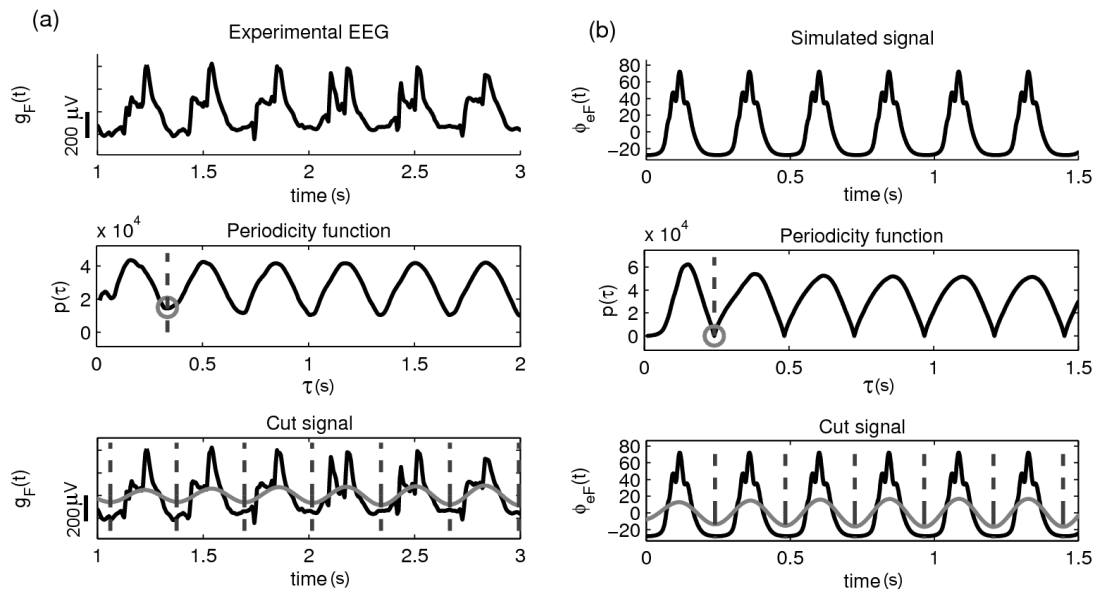 (a)
Experimental EEG
g_F(t)
200 μV
1 1.5 2 2.5 3
time (s)
x 10^4
Periodicity function
p(τ)
4
2
0
0 0.5 1 1.5 2
τ (s)
Cut signal
g_F(t)
200 μV
1 1.5 2 2.5 3
time (s)
(b)
Simulated signal
ϕ_eF(t)
80
60
40
20
0
−20
0 0.5 1 1.5
time (s)
x 10^4
Periodicity function
p(τ)
6
4
2
0
0 0.5 1 1.5
τ (s)
Cut signal
ϕ_eF(t)
80
60
40
20
0
−20
0 0.5 1 1.5
time (s)